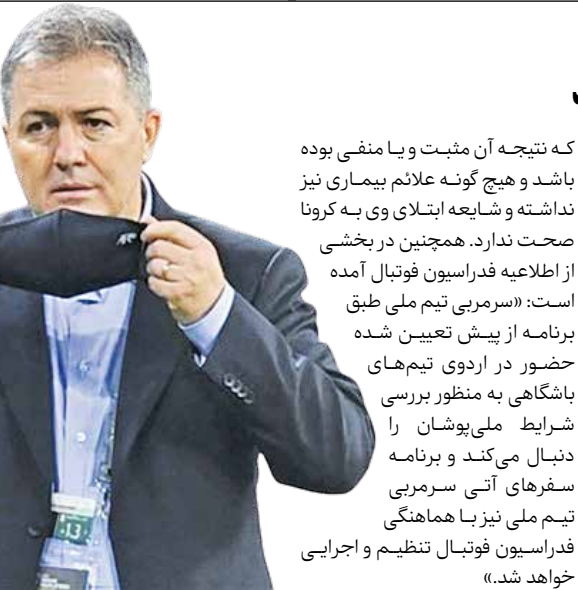 که نتیجه آن مثبت و یا منفی بوده
باشد و هیچ گونه علائم بیماری نیز
نداشته و شایعه ابتلای وی به کرونا
صحت ندارد. همچنین در بخشی
از اطلاعیه فدراسیون فوتبال آمده
است: «سرمربی تیم ملی طبق
برنامه از پیش تعیین شده
حضور در اردوی تیم‌های
باشگاهی به منظور بررسی
شرایط ملی‌پوشان را
دنبال می‌کند و برنامه
سفرهای آتی سرمربی
تیم ملی نیز با هماهنگی
فدراسیون فوتبال تنظیم و اجرایی
خواهد شد.»